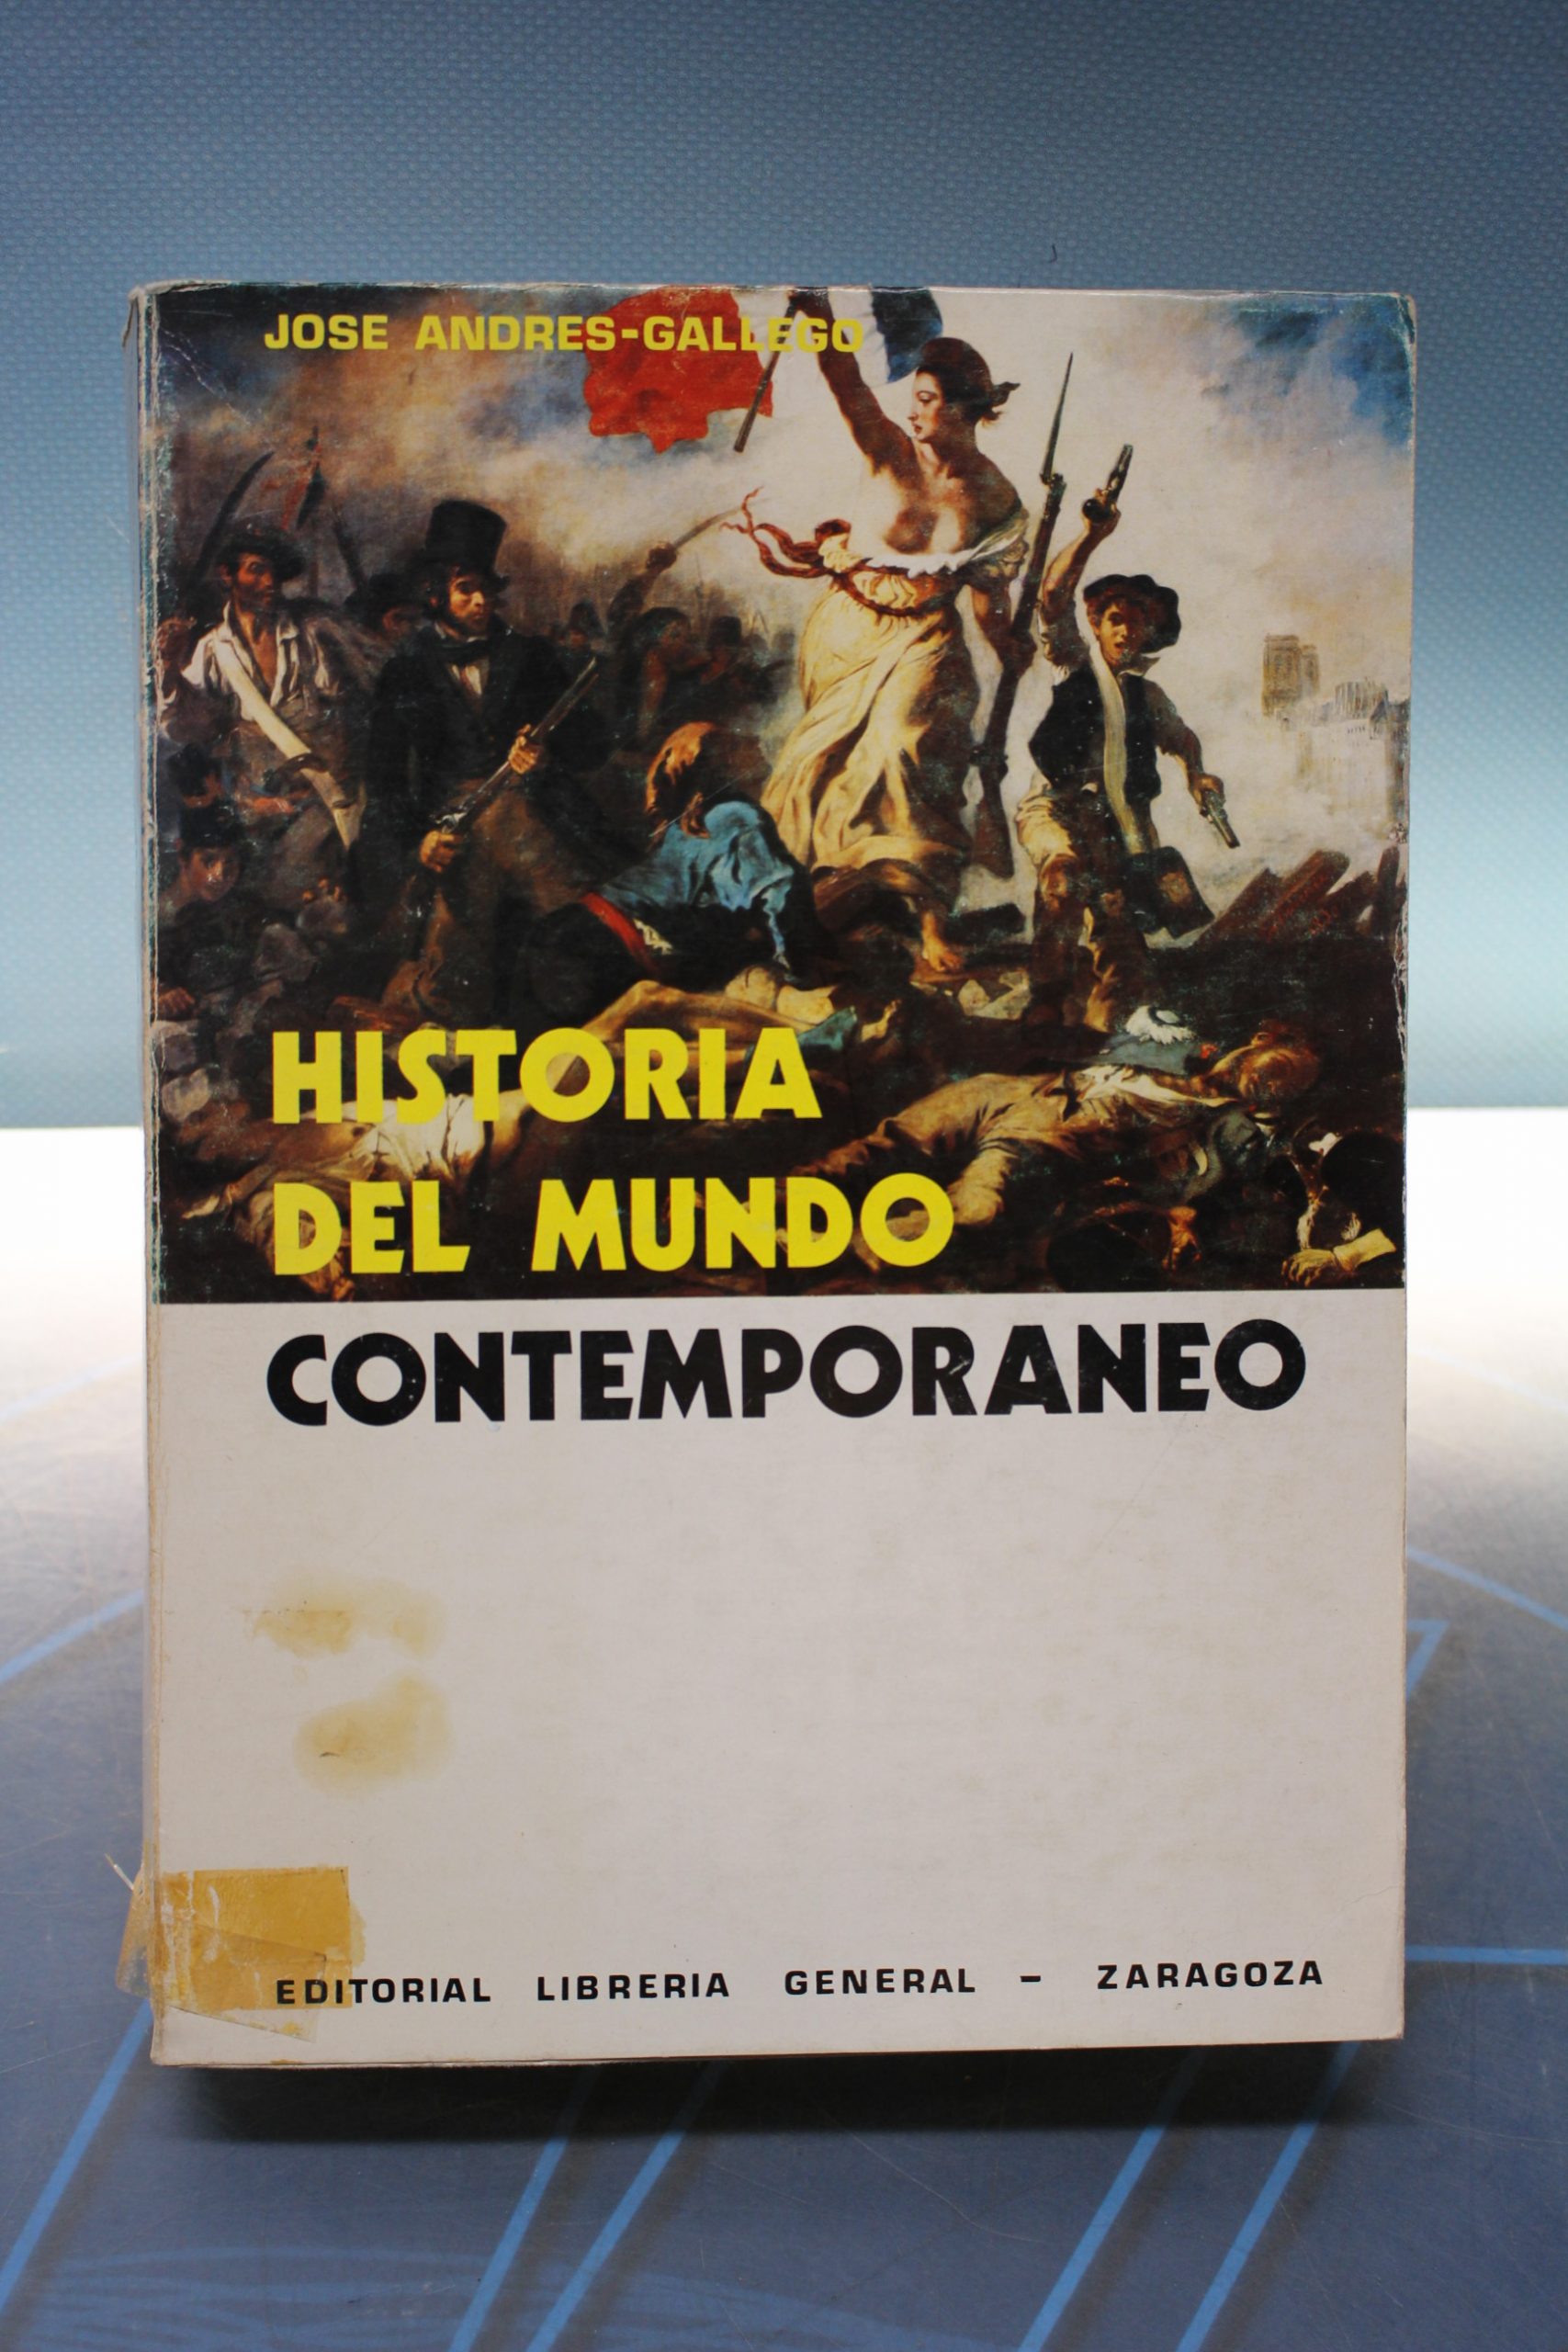 JOSE ANDRES-GALLEGO
HISTORIA
DEL MUNDO
CONTEMPORANEO
EDITORIAL LIBRERIA GENERAL - ZARAGOZA